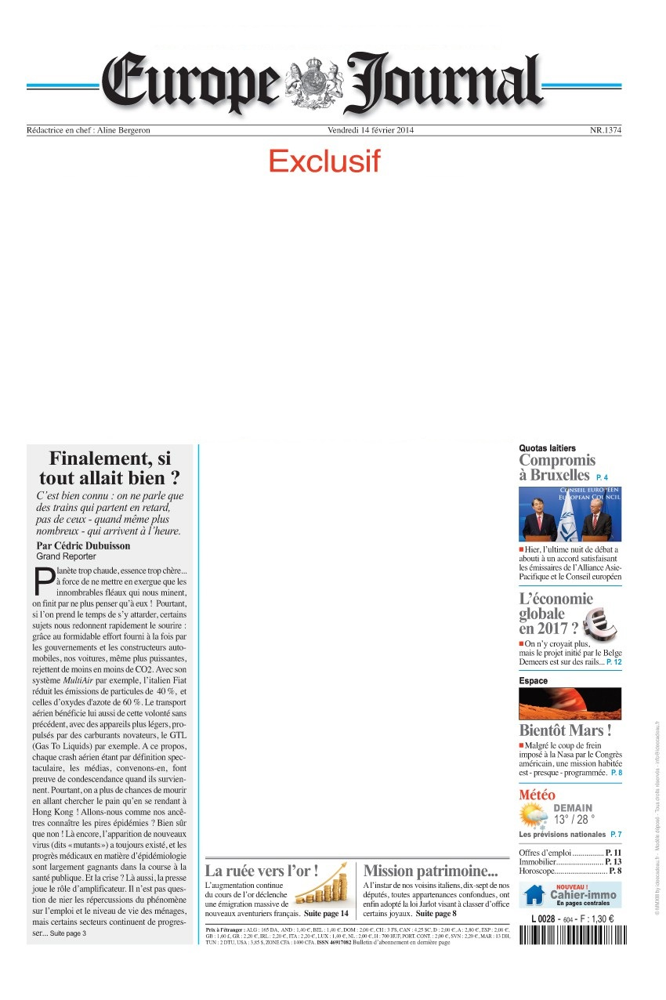 Europe Journal
Rédactrice en chef : Aline Bergeron
Vendredi 14 février 2014
NR.1374
Exclusif
Finalement, si
tout allait bien ?
C'est bien connu : on ne parle que
des trains qui partent en retard,
pas de ceux - quand même plus
nombreux - qui arrivent à l'heure.
Par Cédric Dubuisson
Grand Reporter
Planète trop chaude, essence trop chère...
à force de ne mettre en exergue que les
innombrables fléaux qui nous minent,
on finit par ne plus penser qu'à eux ! Pourtant,
si l'on prend le temps de s'y attarder, certains
sujets nous redonnent rapidement le sourire :
grâce au formidable effort fourni à la fois par
les gouvernements et les constructeurs auto-
mobiles, nos voitures, même plus puissantes,
rejettent de moins en moins de CO2. Avec son
système MultiAir par exemple, l'italien Fiat
réduit les émissions de particules de 40 %, et
celles d'oxydes d'azote de 60 %. Le transport
aérien bénéficie lui aussi de cette volonté sans
précédent, avec des appareils plus légers, pro-
pulsés par des carburants novateurs, le GTL
(Gas To Liquids) par exemple. A ce propos,
chaque crash aérien étant par définition spec-
taculaire, les médias, convenons-en, font
preuve de condescendance quand ils survien-
nent. Pourtant, on a plus de chances de mourir
en allant chercher le pain qu'en se rendant à
Hong Kong ! Allons-nous comme nos ancê-
tres connaître les pires épidémies ? Bien sûr
que non ! Là encore, l'apparition de nouveaux
virus (dits « mutants ») a toujours existé, et les
progrès médicaux en matière d'épidémiologie
sont largement gagnants dans la course à la
santé publique. Et la crise ? Là aussi, la presse
joue le rôle d'amplificateur. Il n'est pas ques-
tion de nier les répercussions du phénomène
sur l'emploi et le niveau de vie des ménages,
mais certains secteurs continuent de progres-
ser... Suite page 3
La ruée vers l'or !
L'augmentation continue
du cours de l'or déclenche
une émigration massive de
nouveaux aventuriers français. Suite page 14
Mission patrimoine...
A l'instar de nos voisins italiens, dix-sept de nos
députés, toutes appartenances confondues, ont
enfin adopté la loi Jarlot visant à classer d'office
certains joyaux. Suite page 8
Prix à l'étranger : ALG : 165 DA, AND : 1,40 €, BEL : 1,40 €, DOM : 2,00 €, CH : 3 FS, CAN : 4,25 $C, D : 2,00 €, A : 2,80 €, ESP : 2,00 €,
GB : 1,60 £, GR : 2,20 €, IRL : 2,20 €, ITA : 2,20 €, LUX : 1,40 €, NL : 2,00 €, H : 700 HUF, PORT. CONT. : 2,00 €, SVN : 2,20 €, MAR : 13 DH,
TUN : 2 DTU, USA : 3,85 $, ZONE CFA : 1400 CFA. ISSN 46917082 Bulletin d'abonnement en dernière page
Quotas laitiers
Compromis
à Bruxelles P. 4
CONSEIL EUROPÉEN
EUROPEAN COUNCIL
Hier, l'ultime nuit de débat a
abouti à un accord satisfaisant
les émissaires de l'Alliance Asie-
Pacifique et le Conseil européen
L'économie
globale
en 2017 ?
On n'y croyait plus,
mais le projet initié par le Belge
Demeers est sur des rails... P. 12
Espace
Bientôt Mars !
Malgré le coup de frein
imposé à la Nasa par le Congrès
américain, une mission habitée
est - presque - programmée. P. 8
Météo
DEMAIN
13° / 28 °
Les prévisions nationales P. 7
Offres d'emploi ................ P. 11
Immobilier........................ P. 13
Horoscope......................... P. 8
NOUVEAU !
Cahier-immo
En pages centrales
L 0028 - 604 - F : 1,30 €
© MMXIII by ideecadeau.fr - Modèle déposé - Tous droits réservés - info@ideecadeau.fr